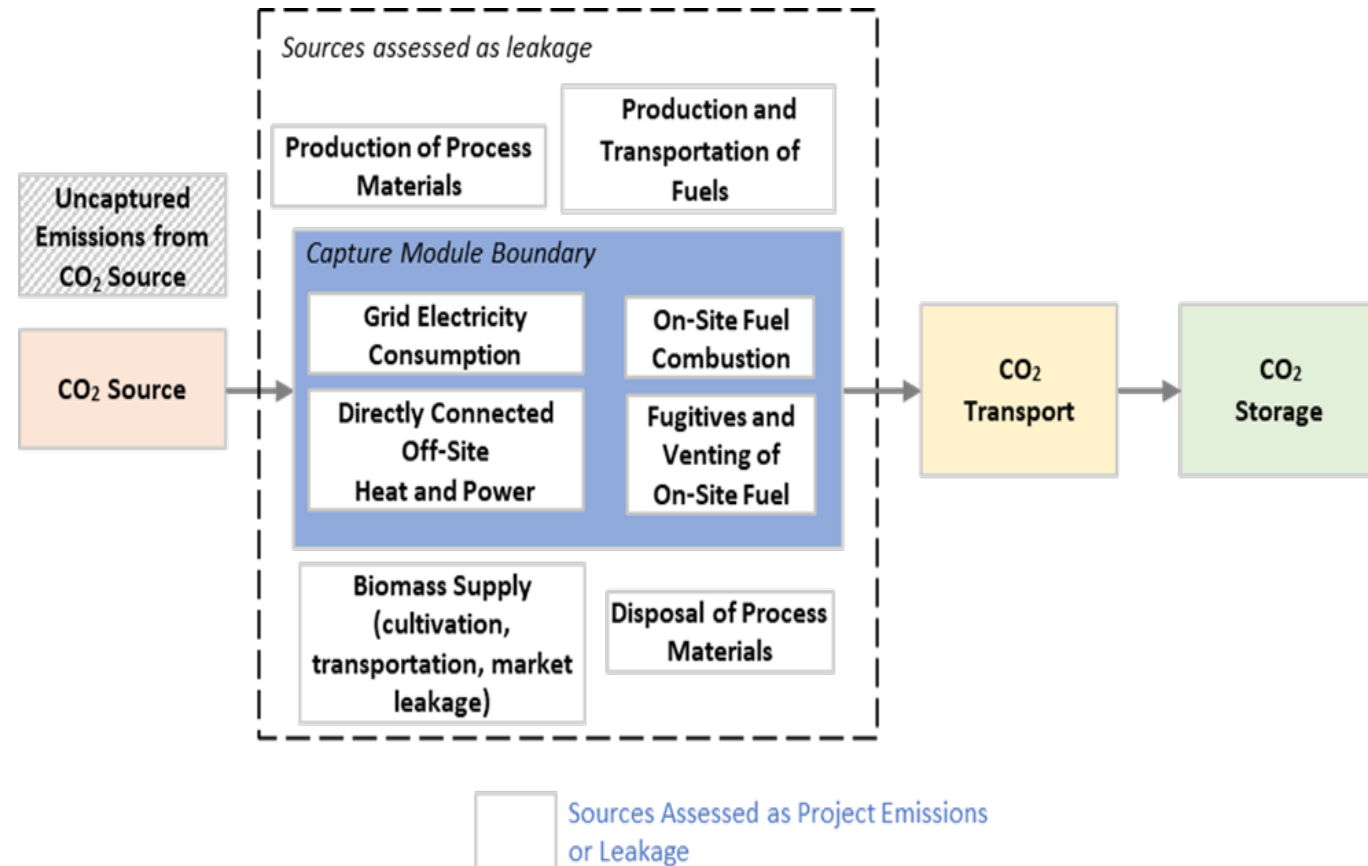 Sources assessed as leakage
Production of Process
Materials
Production and
Transportation of
Fuels
Uncaptured
Emissions from
CO₂ Source
CO₂ Source
Capture Module Boundary
Grid Electricity
Consumption
On-Site Fuel
Combustion
Directly Connected
Off-Site
Heat and Power
Fugitives and
Venting of
On-Site Fuel
CO₂
Transport
CO₂
Storage
Biomass Supply
(cultivation,
transportation, market
leakage)
Disposal of Process
Materials
Sources Assessed as Project Emissions
or Leakage